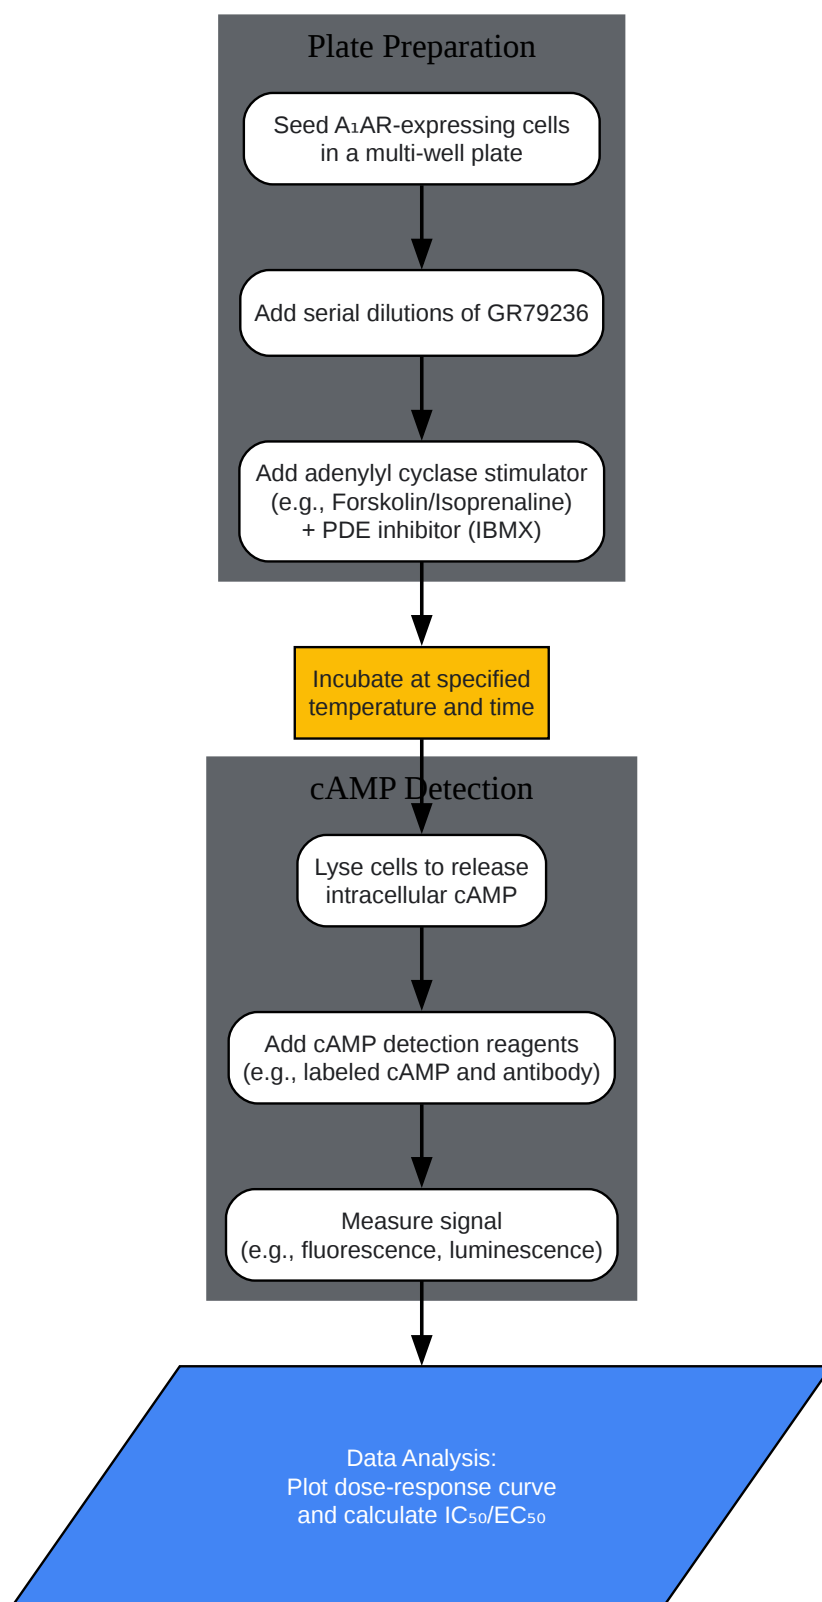 Plate Preparation
Seed A₁AR-expressing cells
in a multi-well plate
Add serial dilutions of GR79236
Add adenylyl cyclase stimulator
(e.g., Forskolin/Isoprenaline)
+ PDE inhibitor (IBMX)
Incubate at specified
temperature and time
cAMP Detection
Lyse cells to release
intracellular cAMP
Add cAMP detection reagents
(e.g., labeled cAMP and antibody)
Measure signal
(e.g., fluorescence, luminescence)
Data Analysis:
Plot dose-response curve
and calculate IC₅₀/EC₅₀